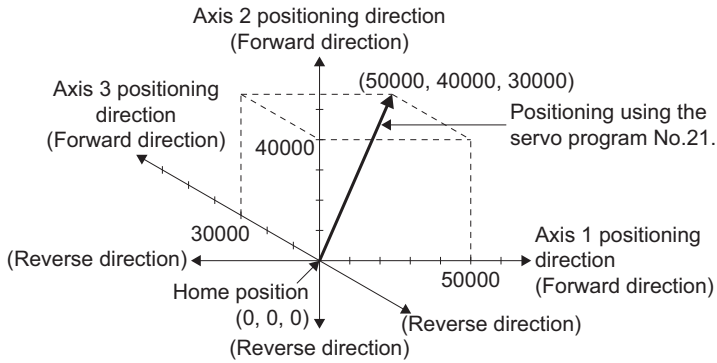 Axis 2 positioning direction
(Forward direction)
(50000, 40000, 30000)
Axis 3 positioning
direction
(Forward direction)
Positioning using the
servo program No.21.
40000
30000
(Reverse direction)
Axis 1 positioning
direction
(Forward direction)
50000
Home position
(0, 0, 0)
(Reverse direction)
(Reverse direction)